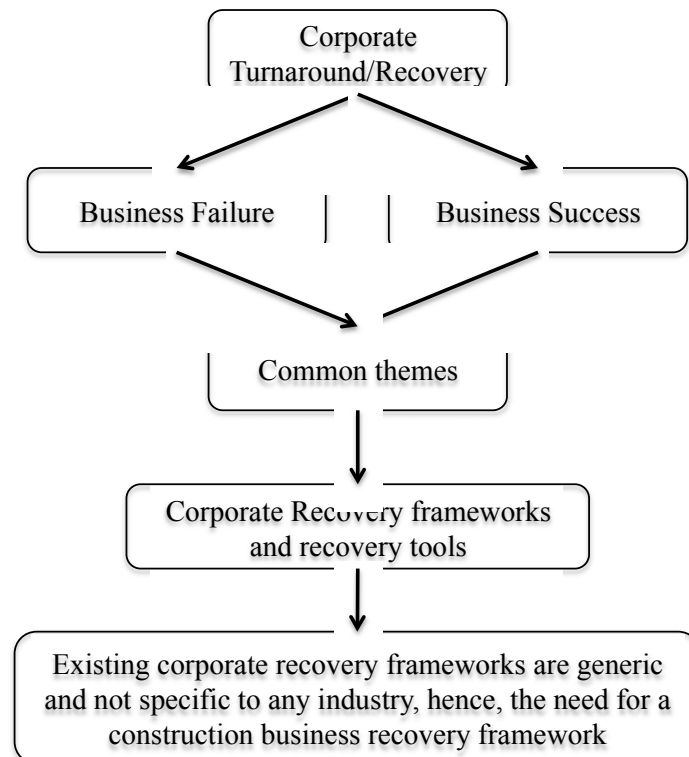 Corporate
Turnaround/Recovery
Business Failure
Business Success
Common themes
Corporate Recovery frameworks
and recovery tools
Existing corporate recovery frameworks are generic
and not specific to any industry, hence, the need for a
construction business recovery framework